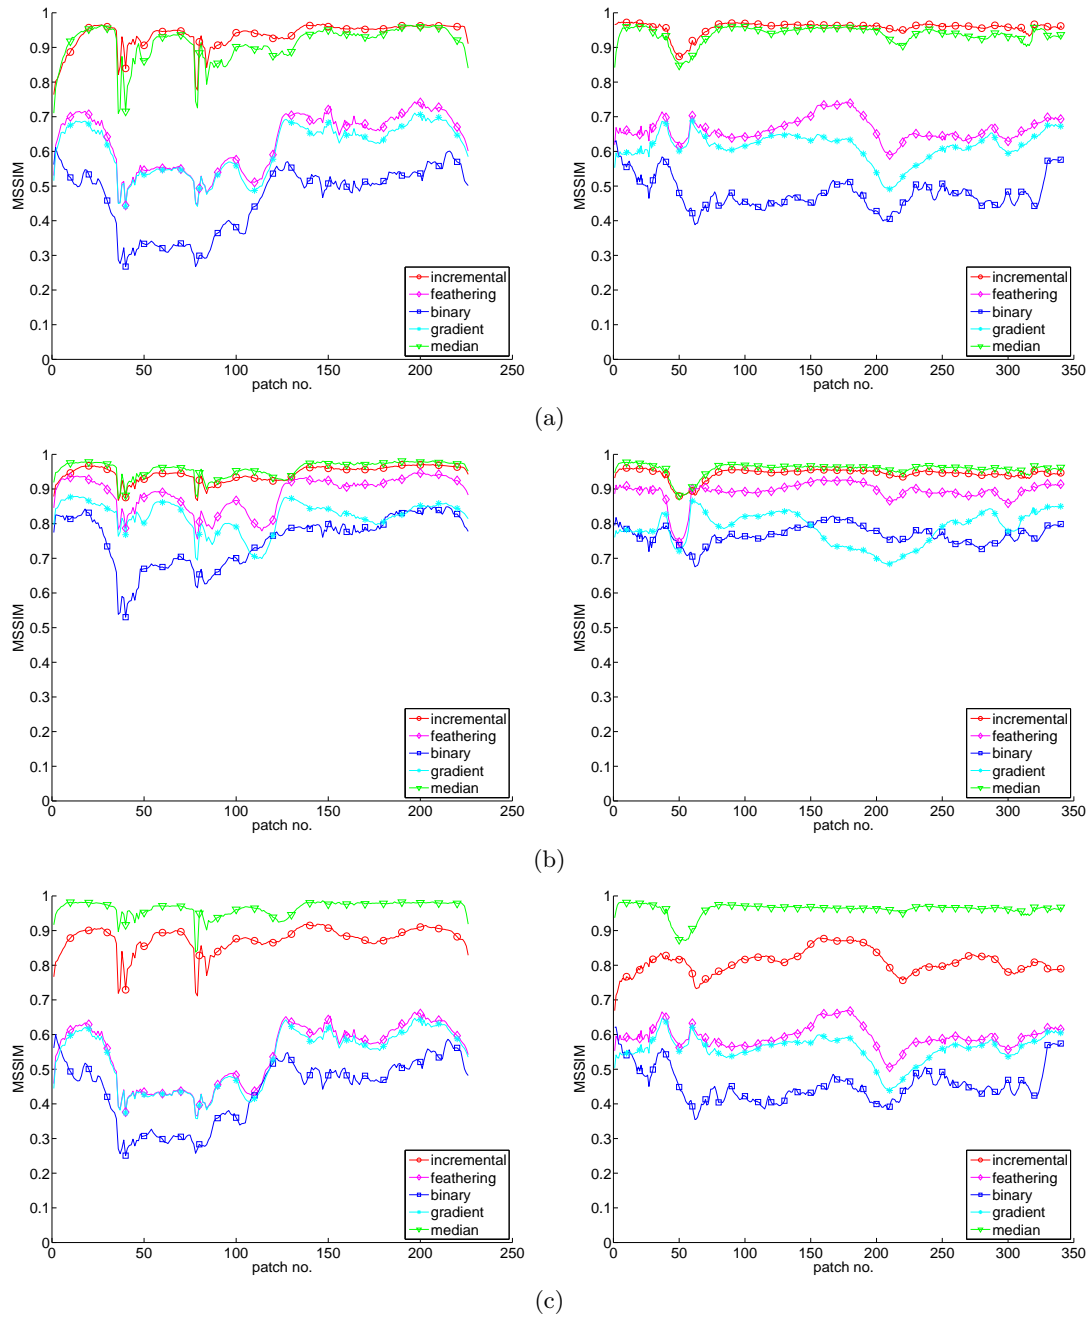 1
0.9
0.8
0.7
0.6
0.5
0.4
0.3
0.2
0.1
0
MSSIM
0 50 100 150 200 250
patch no.
incremental
feathering
binary
gradient
median
1
0.9
0.8
0.7
0.6
0.5
0.4
0.3
0.2
0.1
0
MSSIM
0 50 100 150 200 250 300 350
patch no.
incremental
feathering
binary
gradient
median
(a)
1
0.9
0.8
0.7
0.6
0.5
0.4
0.3
0.2
0.1
0
MSSIM
0 50 100 150 200 250
patch no.
incremental
feathering
binary
gradient
median
1
0.9
0.8
0.7
0.6
0.5
0.4
0.3
0.2
0.1
0
MSSIM
0 50 100 150 200 250 300 350
patch no.
incremental
feathering
binary
gradient
median
(b)
1
0.9
0.8
0.7
0.6
0.5
0.4
0.3
0.2
0.1
0
MSSIM
0 50 100 150 200 250
patch no.
incremental
feathering
binary
gradient
median
1
0.9
0.8
0.7
0.6
0.5
0.4
0.3
0.2
0.1
0
MSSIM
0 50 100 150 200 250 300 350
patch no.
incremental
feathering
binary
gradient
median
(c)